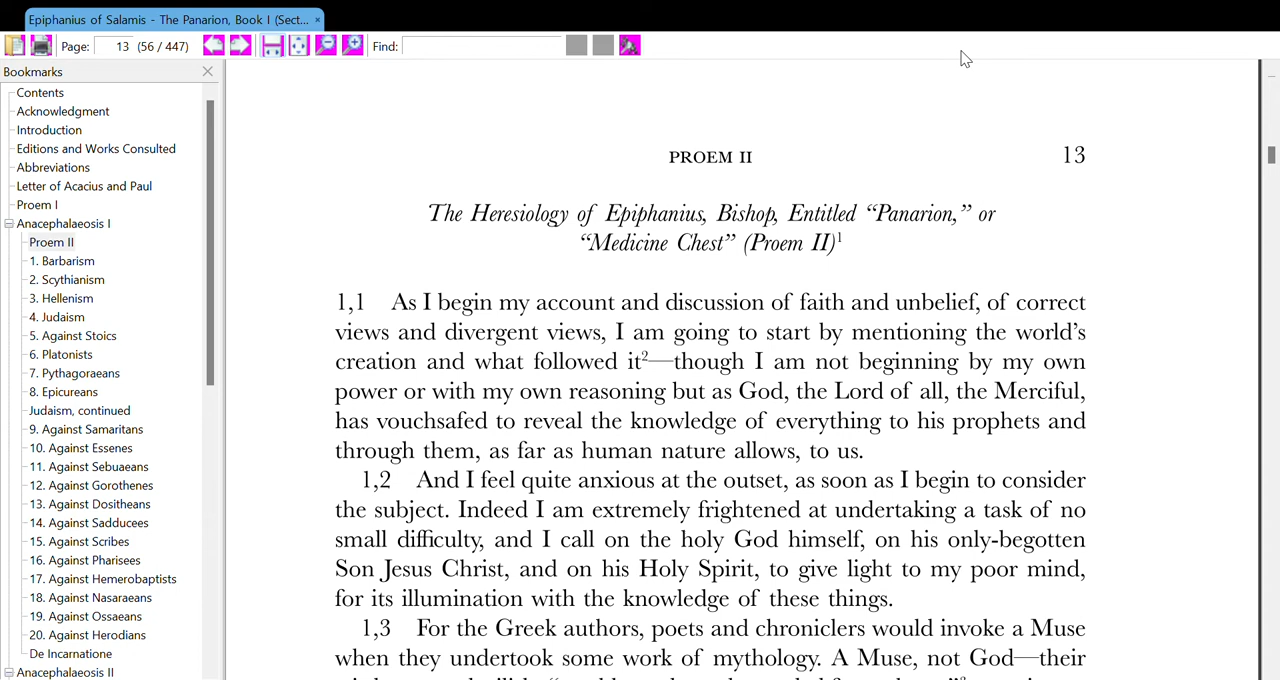 Epiphanius of Salamis - The Panarion, Book I (Sect... ×
Page: 13 (56 / 447) Find:
Bookmarks
Contents
Acknowledgment
Introduction
Editions and Works Consulted
Abbreviations
Letter of Acacius and Paul
Proem I
Anacephalaeosis I
Proem II
1. Barbarism
2. Scythianism
3. Hellenism
4. Judaism
5. Against Stoics
6. Platonists
7. Pythagoraeans
8. Epicureans
Judaism, continued
9. Against Samaritans
10. Against Essenes
11. Against Sebuaeans
12. Against Gorothenes
13. Against Dositheans
14. Against Sadducees
15. Against Scribes
16. Against Pharisees
17. Against Hemerobaptists
18. Against Nasaraeans
19. Against Ossaeans
20. Against Herodians
De Incarnatione
Anacephalaeosis II
PROEM II 13
The Heresiology of Epiphanius, Bishop, Entitled “Panarion,” or
“Medicine Chest” (Proem II)1
1,1 As I begin my account and discussion of faith and unbelief, of correct
views and divergent views, I am going to start by mentioning the world’s
creation and what followed it2—though I am not beginning by my own
power or with my own reasoning but as God, the Lord of all, the Merciful,
has vouchsafed to reveal the knowledge of everything to his prophets and
through them, as far as human nature allows, to us.
1,2 And I feel quite anxious at the outset, as soon as I begin to consider
the subject. Indeed I am extremely frightened at undertaking a task of no
small difficulty, and I call on the holy God himself, on his only-begotten
Son Jesus Christ, and on his Holy Spirit, to give light to my poor mind,
for its illumination with the knowledge of these things.
1,3 For the Greek authors, poets and chroniclers would invoke a Muse
when they undertook some work of mythology. A Muse, not God—their